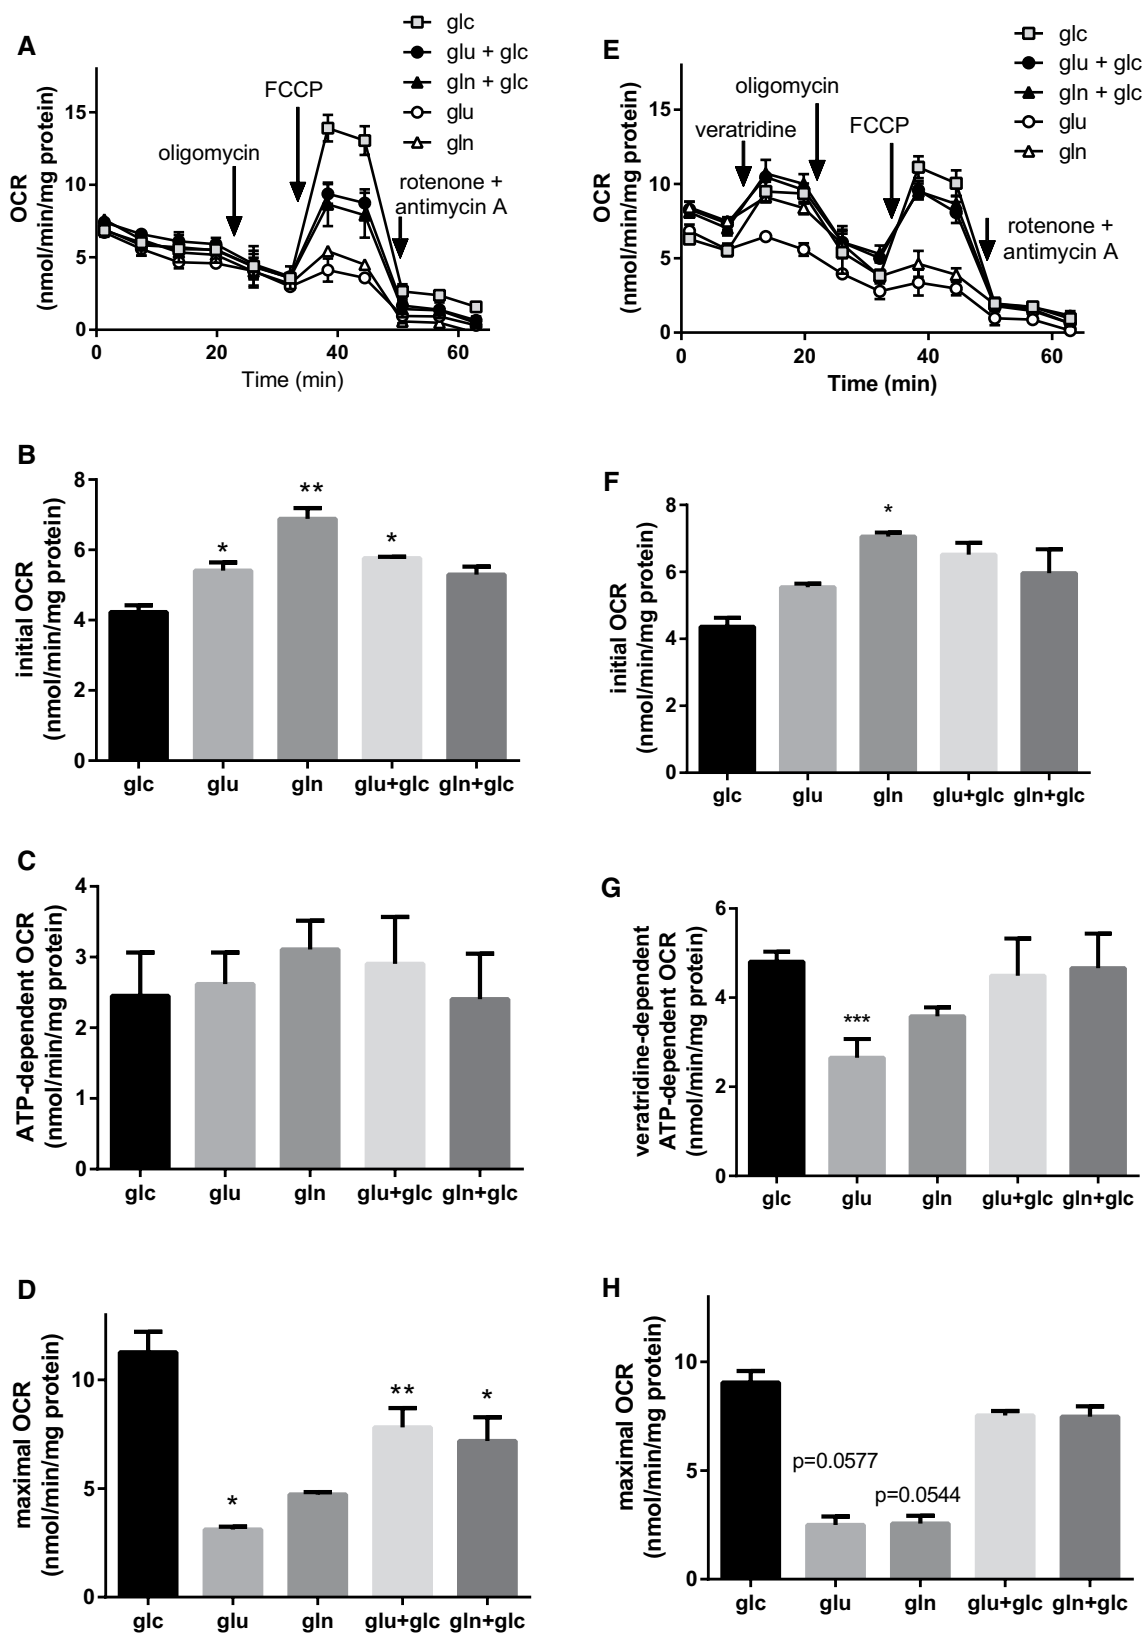 A
glc
glu + glc
gln + glc
glu
gln
FCCP
oligomycin
rotenone +
antimycin A
OCR
(nmol/min/mg protein)
15
10
5
0
0 20 40 60
Time (min)
E
glc
glu + glc
gln + glc
glu
gln
oligomycin
veratridine
FCCP
rotenone +
antimycin A
OCR
(nmol/min/mg protein)
15
10
5
0
0 20 40 60
Time (min)
B
initial OCR
(nmol/min/mg protein)
8
6
4
2
0
*
**
*
glc glu gln glu+glc gln+glc
F
initial OCR
(nmol/min/mg protein)
8
6
4
2
0
*
glc glu gln glu+glc gln+glc
C
ATP-dependent OCR
(nmol/min/mg protein)
4
3
2
1
0
glc glu gln glu+glc gln+glc
G
veratridine-dependent
ATP-dependent OCR
(nmol/min/mg protein)
6
4
2
0
***
glc glu gln glu+glc gln+glc
D
maximal OCR
(nmol/min/mg protein)
10
5
0
*
**
*
glc glu gln glu+glc gln+glc
H
maximal OCR
(nmol/min/mg protein)
10
5
0
p=0.0577
p=0.0544
glc glu gln glu+glc gln+glc